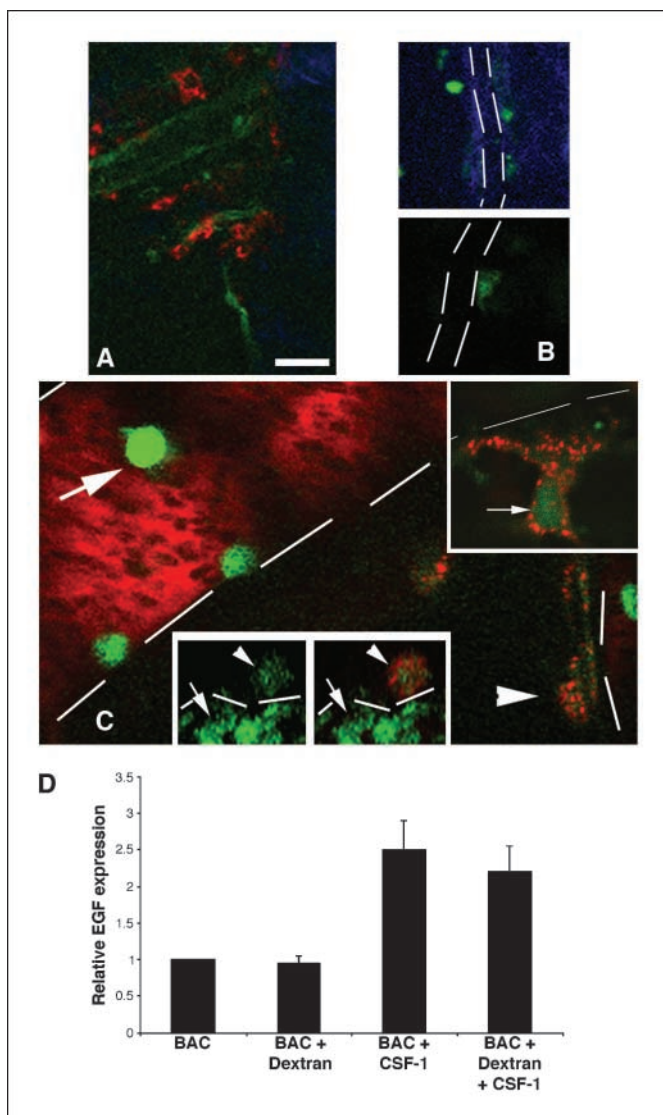 A
B
C
D
Relative EGF expression
3.5
3
2.5
2
1.5
1
0.5
0
BAC
BAC +
Dextran
BAC +
CSF-1
BAC +
Dextran
+ CSF-1